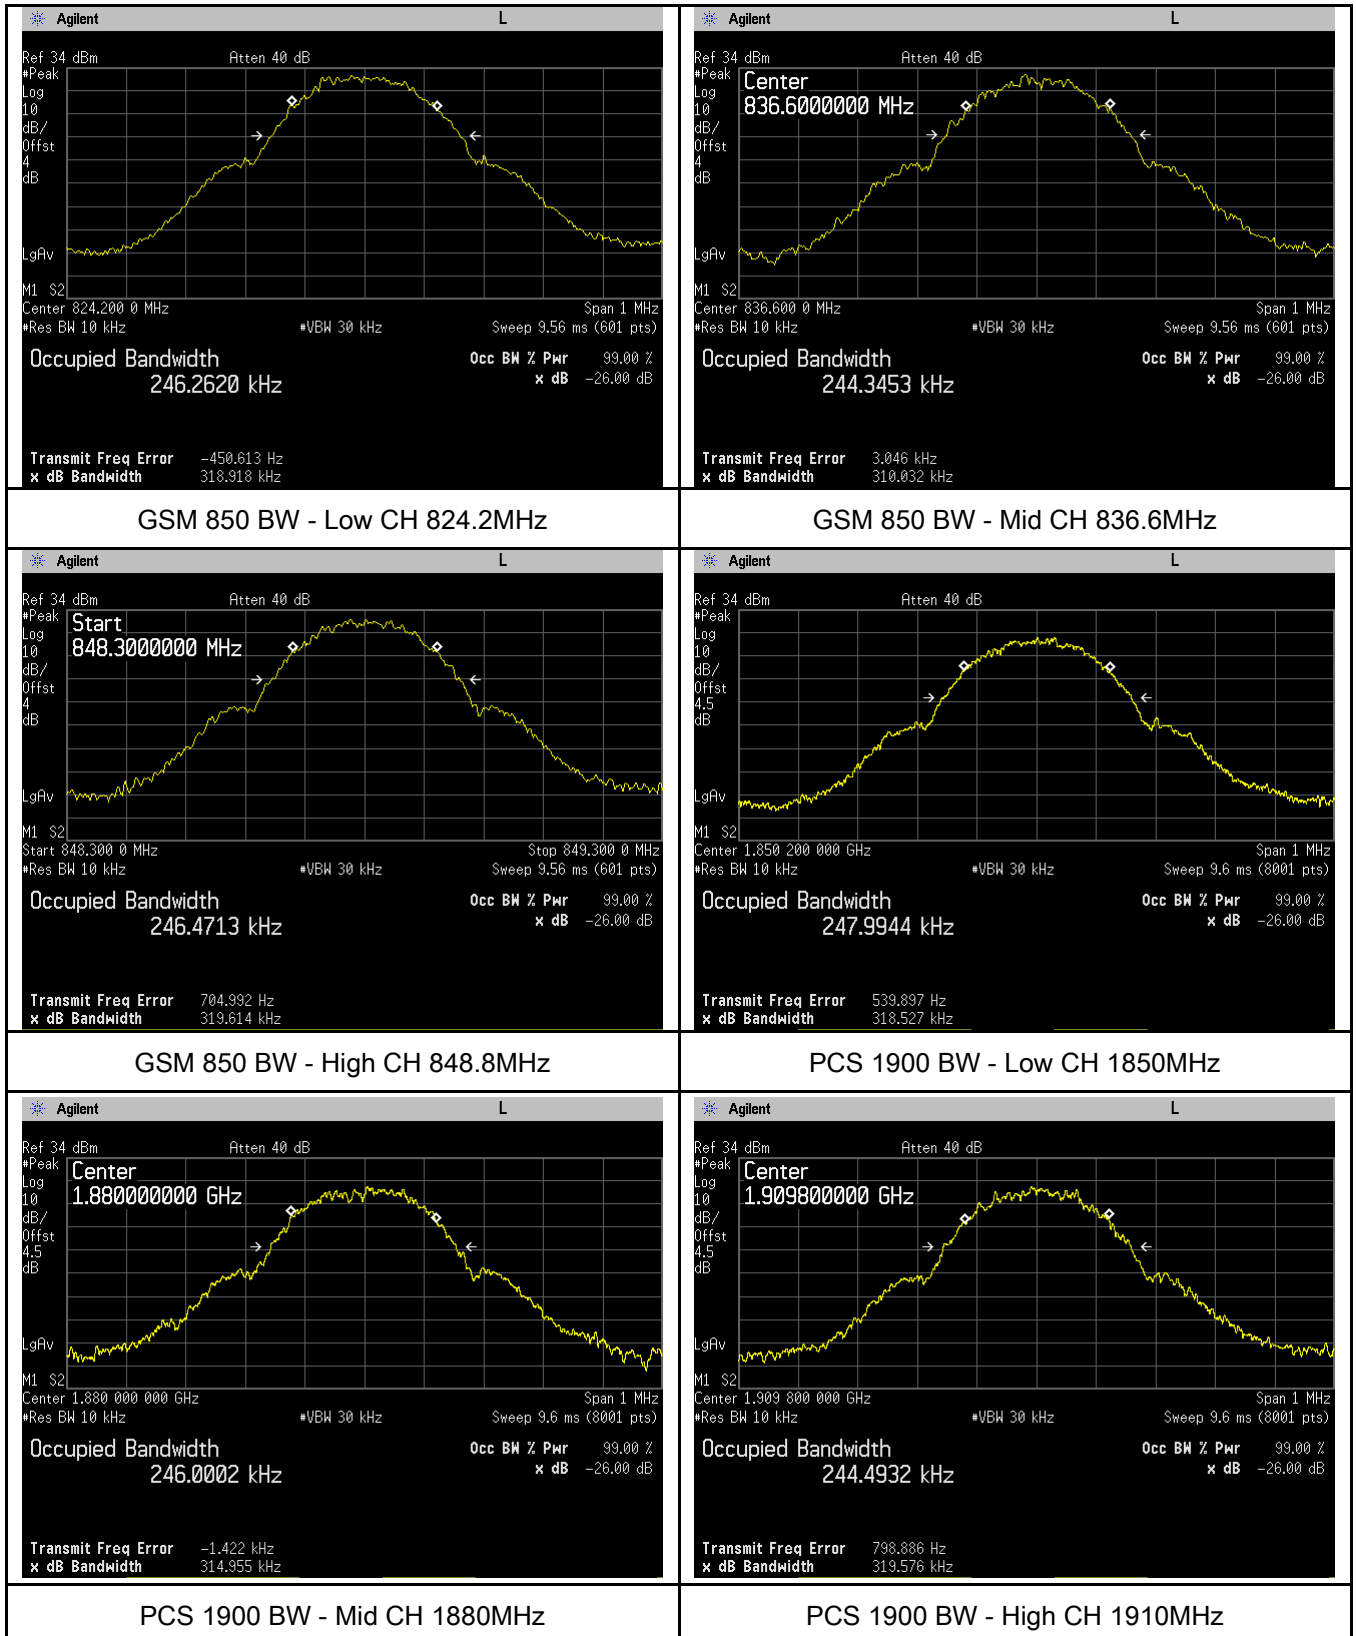 Agilent L
Ref 34 dBm Atten 40 dB
#Peak
Log
10
dB/
Offst
4
dB
LgAv
M1 S2
Center 824.200 0 MHz Span 1 MHz
#Res BW 10 kHz #VBW 30 kHz Sweep 9.56 ms (601 pts)
Occupied Bandwidth Occ BW % Pwr 99.00 %
246.2620 kHz x dB -26.00 dB
Transmit Freq Error -450.613 Hz
x dB Bandwidth 318.918 kHz
GSM 850 BW - Low CH 824.2MHz
Agilent L
Ref 34 dBm Atten 40 dB
#Peak
Log
10
dB/
Offst
4
dB
Center
836.6000000 MHz
LgAv
M1 S2
Center 836.600 0 MHz Span 1 MHz
#Res BW 10 kHz #VBW 30 kHz Sweep 9.56 ms (601 pts)
Occupied Bandwidth Occ BW % Pwr 99.00 %
244.3453 kHz x dB -26.00 dB
Transmit Freq Error 3.046 kHz
x dB Bandwidth 310.032 kHz
GSM 850 BW - Mid CH 836.6MHz
Agilent L
Ref 34 dBm Atten 40 dB
#Peak
Log
10
dB/
Offst
4
dB
Start
848.3000000 MHz
LgAv
M1 S2
Start 848.300 0 MHz Stop 849.300 0 MHz
#Res BW 10 kHz #VBW 30 kHz Sweep 9.56 ms (601 pts)
Occupied Bandwidth Occ BW % Pwr 99.00 %
246.4713 kHz x dB -26.00 dB
Transmit Freq Error 704.992 Hz
x dB Bandwidth 319.614 kHz
GSM 850 BW - High CH 848.8MHz
Agilent L
Ref 34 dBm Atten 40 dB
#Peak
Log
10
dB/
Offst
4.5
dB
LgAv
M1 S2
Center 1.850 200 000 GHz Span 1 MHz
#Res BW 10 kHz #VBW 30 kHz Sweep 9.6 ms (8001 pts)
Occupied Bandwidth Occ BW % Pwr 99.00 %
247.9944 kHz x dB -26.00 dB
Transmit Freq Error 539.897 Hz
x dB Bandwidth 318.527 kHz
PCS 1900 BW - Low CH 1850MHz
Agilent L
Ref 34 dBm Atten 40 dB
#Peak
Log
10
dB/
Offst
4.5
dB
Center
1.880000000 GHz
LgAv
M1 S2
Center 1.880 000 000 GHz Span 1 MHz
#Res BW 10 kHz #VBW 30 kHz Sweep 9.6 ms (8001 pts)
Occupied Bandwidth Occ BW % Pwr 99.00 %
246.0002 kHz x dB -26.00 dB
Transmit Freq Error -1.422 kHz
x dB Bandwidth 314.955 kHz
PCS 1900 BW - Mid CH 1880MHz
Agilent L
Ref 34 dBm Atten 40 dB
#Peak
Log
10
dB/
Offst
4.5
dB
Center
1.909800000 GHz
LgAv
M1 S2
Center 1.909 800 000 GHz Span 1 MHz
#Res BW 10 kHz #VBW 30 kHz Sweep 9.6 ms (8001 pts)
Occupied Bandwidth Occ BW % Pwr 99.00 %
244.4932 kHz x dB -26.00 dB
Transmit Freq Error 798.886 Hz
x dB Bandwidth 319.576 kHz
PCS 1900 BW - High CH 1910MHz